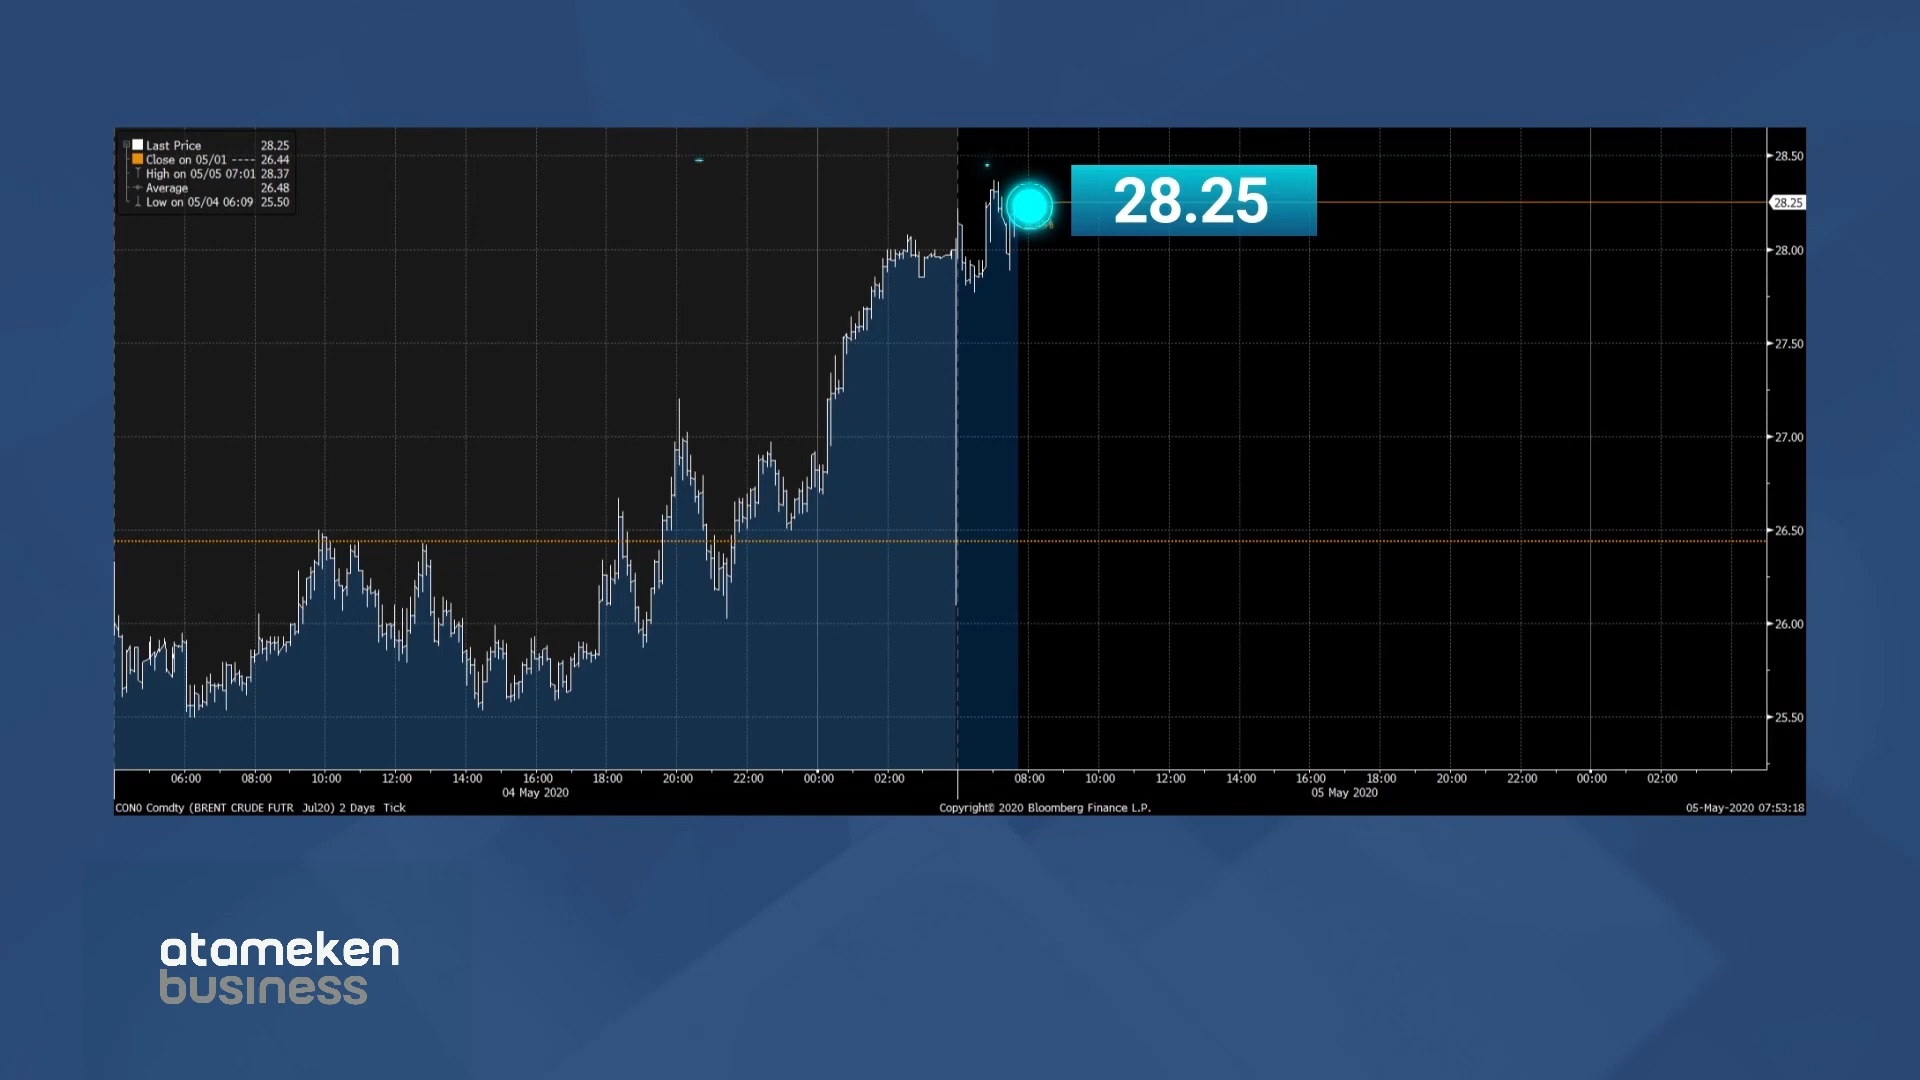 Last Price 28.25
Close on 05/01 ---- 26.44
High on 05/05 07:01 28.37
Average 26.48
Low on 05/04 06:09 25.50
28.25
28.50
28.25
28.00
27.50
27.00
26.50
26.00
25.50
06:00 08:00 10:00 12:00 14:00 16:00 18:00 20:00 22:00 00:00 02:00 08:00 10:00 12:00 14:00 16:00 18:00 20:00 22:00 00:00 02:00
04 May 2020 05 May 2020
CON0 Comdty (BRENT CRUDE FUTR Jul20) 2 Days Tick Copyright© 2020 Bloomberg Finance L.P. 05-May-2020 07:53:18
atameken
business